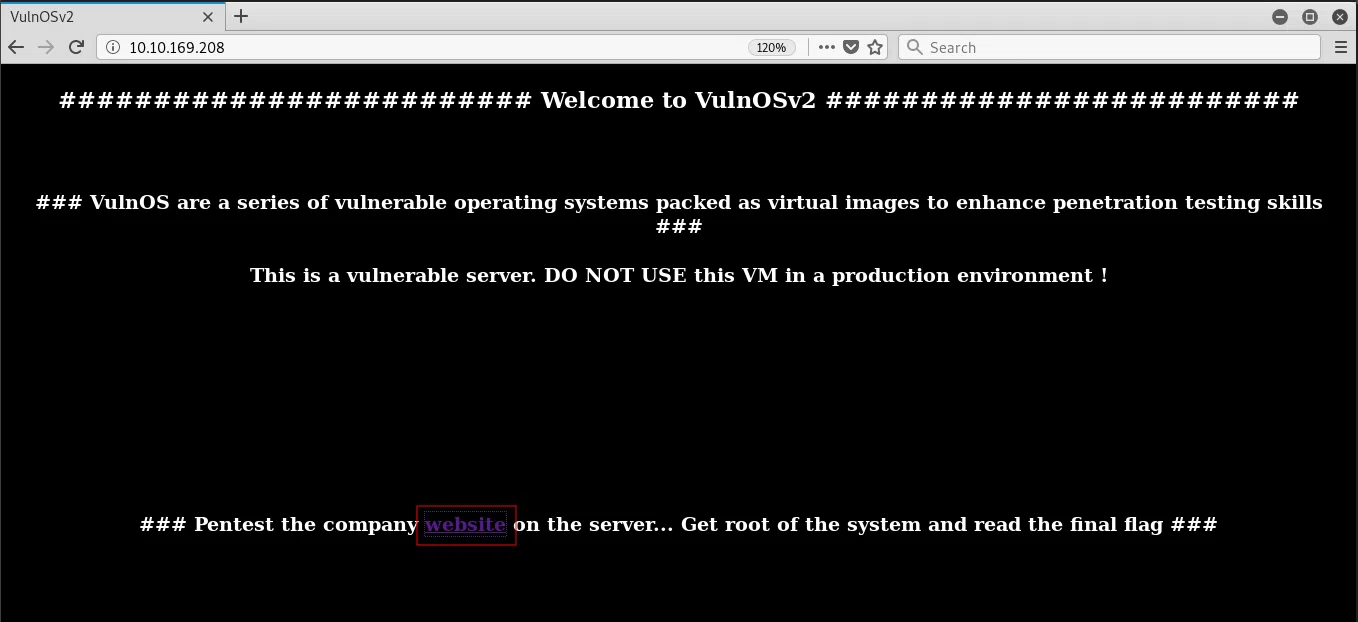 VulnOSv2
10.10.169.208
120%
Search
######################### Welcome to VulnOSv2 #########################
### VulnOS are a series of vulnerable operating systems packed as virtual images to enhance penetration testing skills
###
This is a vulnerable server. DO NOT USE this VM in a production environment !
### Pentest the company website on the server... Get root of the system and read the final flag ###